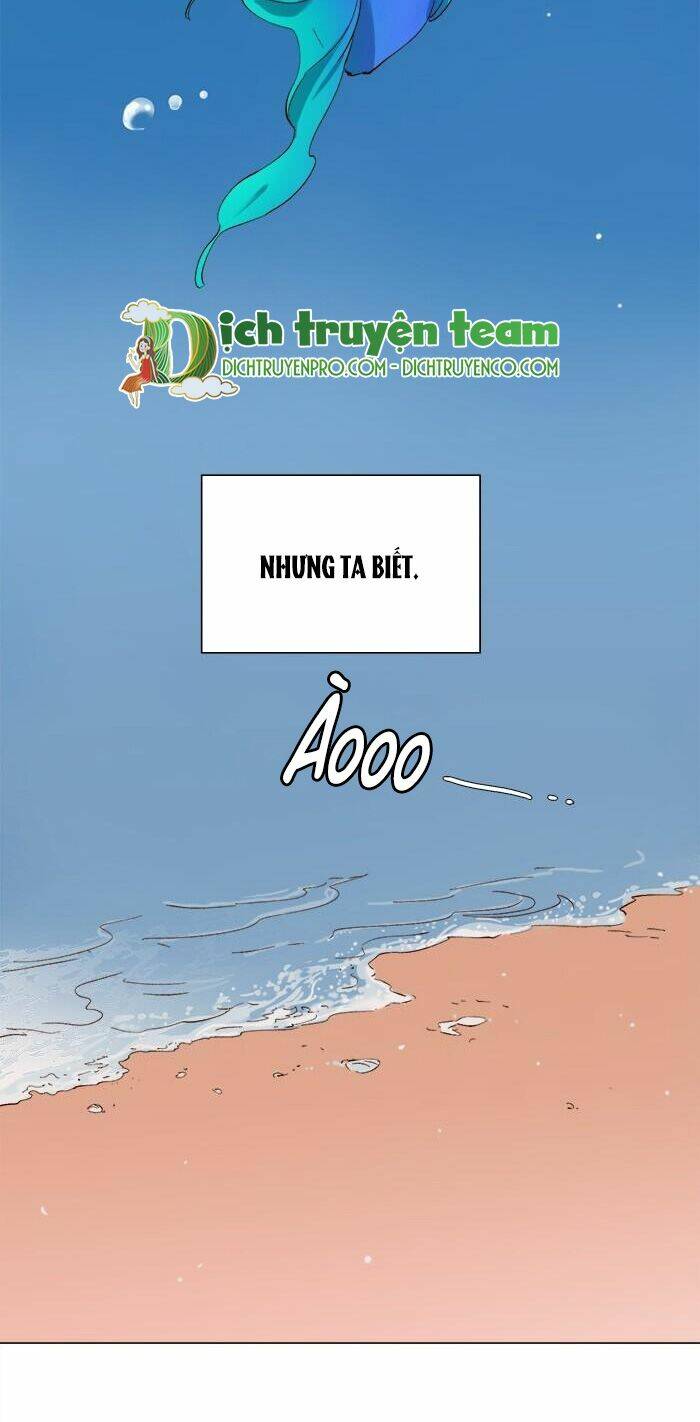 Dịch truyện team
DICHTRUYENPRO.COM - DICHTRUYENCO.COM
NHƯNG TA BIẾT.
Àooo